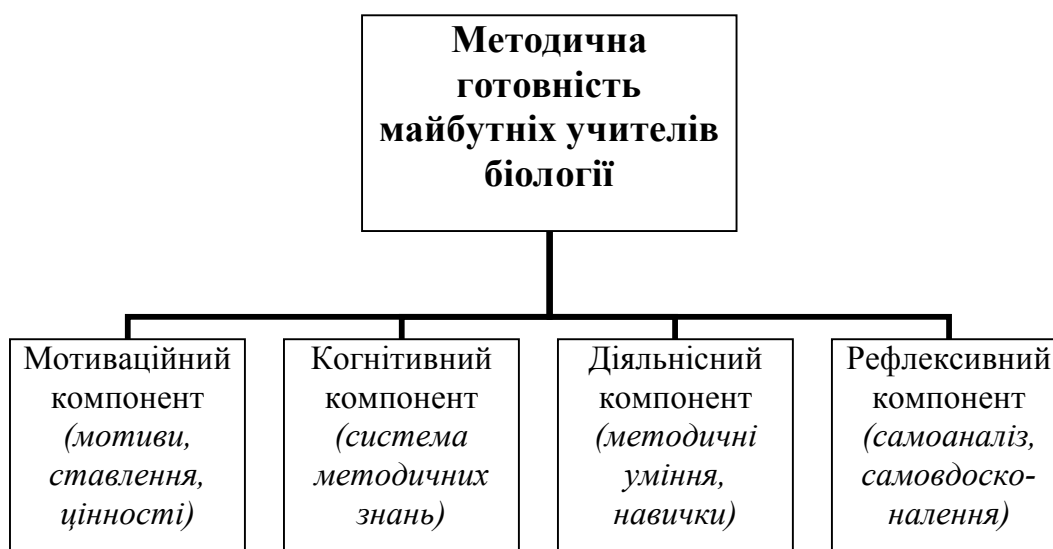 Методична
готовність
майбутніх учителів
біології
Мотиваційний
компонент
(мотиви,
ставлення,
цінності)
Когнітивний
компонент
(система
методичних
знань)
Діяльнісний
компонент
(методичні
уміння,
навички)
Рефлексивний
компонент
(самоаналіз,
самовдоско-
налення)